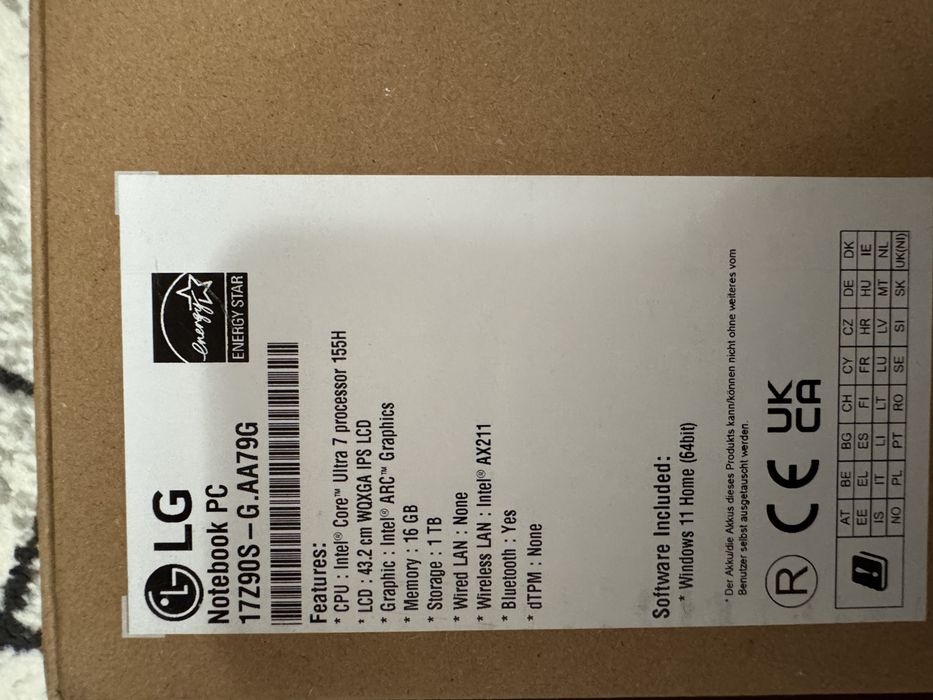 LG
energy
ENERGY STAR
Notebook PC
17Z90S-G.AA79G
Features:
* CPU : Intel® Core™ Ultra 7 processor 155H
* LCD : 43.2 cm WQXGA IPS LCD
* Graphic : Intel® ARC™ Graphics
* Memory : 16 GB
* Storage : 1 TB
* Wired LAN : None
* Wireless LAN : Intel® AX211
* Bluetooth : Yes
* dTPM : None
Software Included:
* Windows 11 Home (64bit)
* Der Akku/die Akkus dieses Produkts kann/können nicht ohne weiteres vom
Benutzer selbst ausgetauscht werden.
R CE UK
CA
AT BE BG CH CY CZ DE DK
EE EL ES FI FR HR HU IE
IS IT LI LT LU LV MT NL
NO PL PT RO SE SI SK UK(NI)